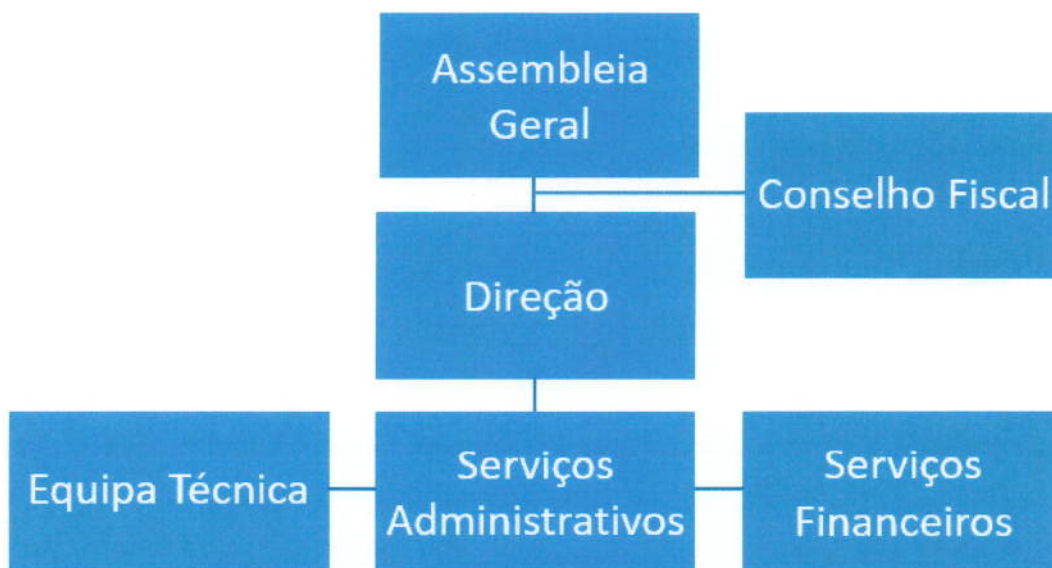 Assembleia
Geral
Conselho Fiscal
Direção
Equipa Técnica
Serviços
Administrativos
Serviços
Financeiros